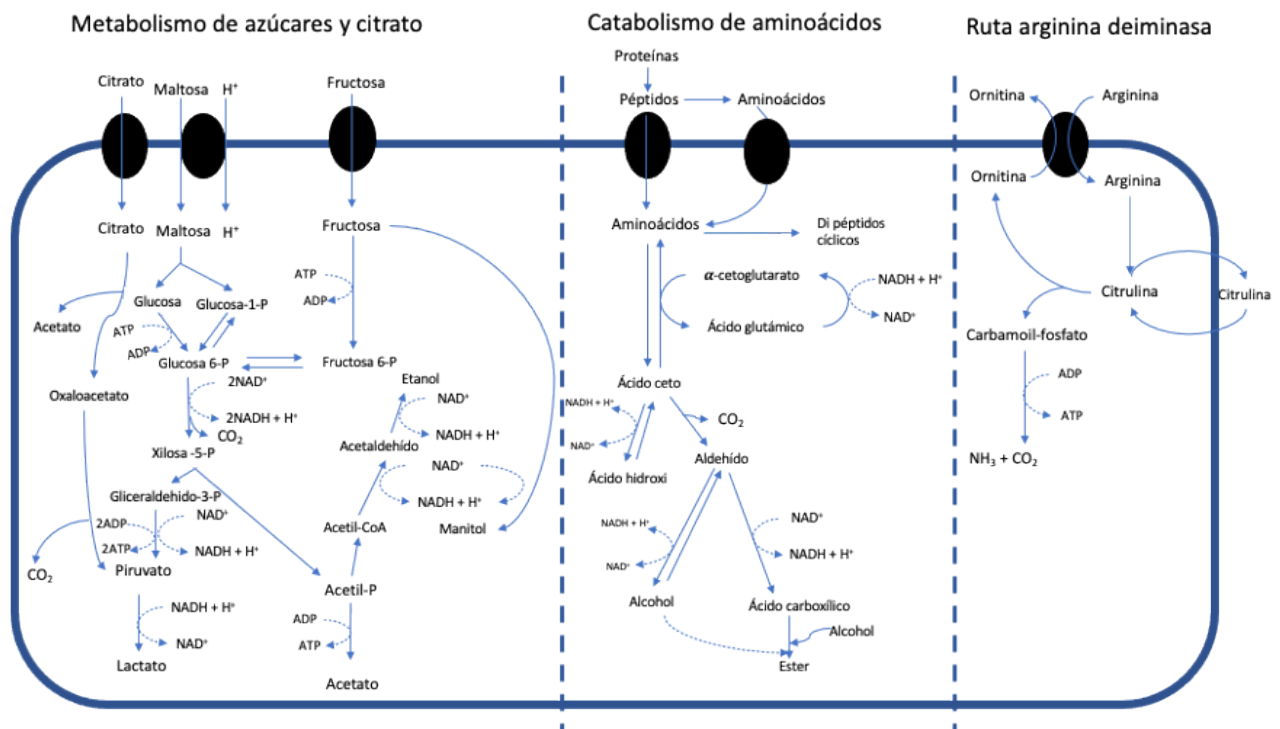 Metabolismo de azúcares y citrato
Citrato
Maltosa
H⁺
Fructosa
Citrato
Maltosa
H⁺
Fructosa
Glucosa
Glucosa-1-P
Acetato
ATP
ADP
ATP
ADP
Glucosa 6-P
Fructosa 6-P
Oxaloacetato
2NAD⁺
2NADH + H⁺
CO₂
Etanol
NAD⁺
NADH + H⁺
Acetaldehído
Xilosa -5-P
NAD⁺
NADH + H⁺
Gliceraldehido-3-P
2ADP
2ATP
NAD⁺
NADH + H⁺
Acetil-CoA
Manitol
CO₂
Piruvato
Acetil-P
NADH + H⁺
NAD⁺
ADP
ATP
Lactato
Acetato
Catabolismo de aminoácidos
Proteínas
Péptidos
Aminoácidos
Aminoácidos
Di péptidos
cíclicos
α-cetoglutarato
NADH + H⁺
NAD⁺
Ácido glutámico
Ácido ceto
NADH + H⁺
NAD⁺
CO₂
Ácido hidroxi
Aldehído
NADH + H⁺
NAD⁺
NAD⁺
NADH + H⁺
Alcohol
Ácido carboxílico
Alcohol
Ester
Ruta arginina deiminasa
Ornitina
Arginina
Ornitina
Arginina
Citrulina
Citrulina
Carbamoil-fosfato
ADP
ATP
NH₃ + CO₂